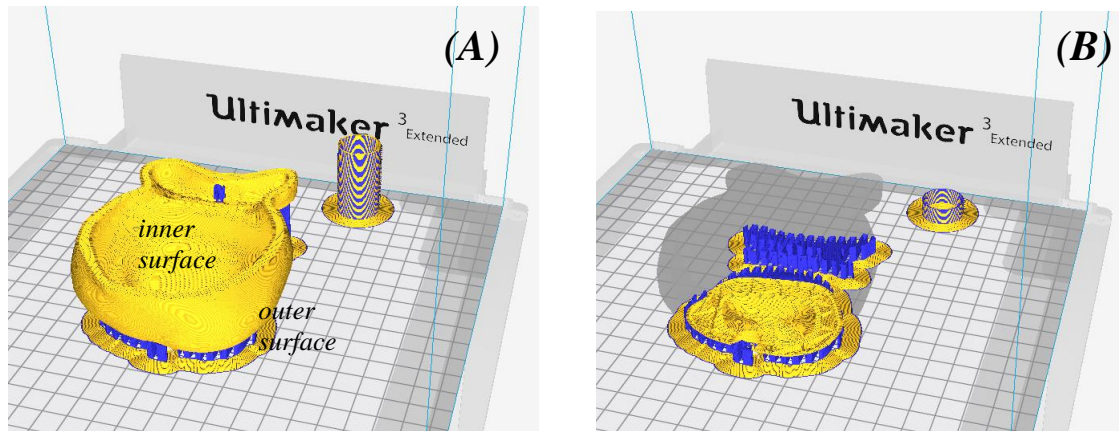 (A)
Ultimaker 3 Extended
inner
surface
outer
surface
(B)
Ultimaker 3 Extended